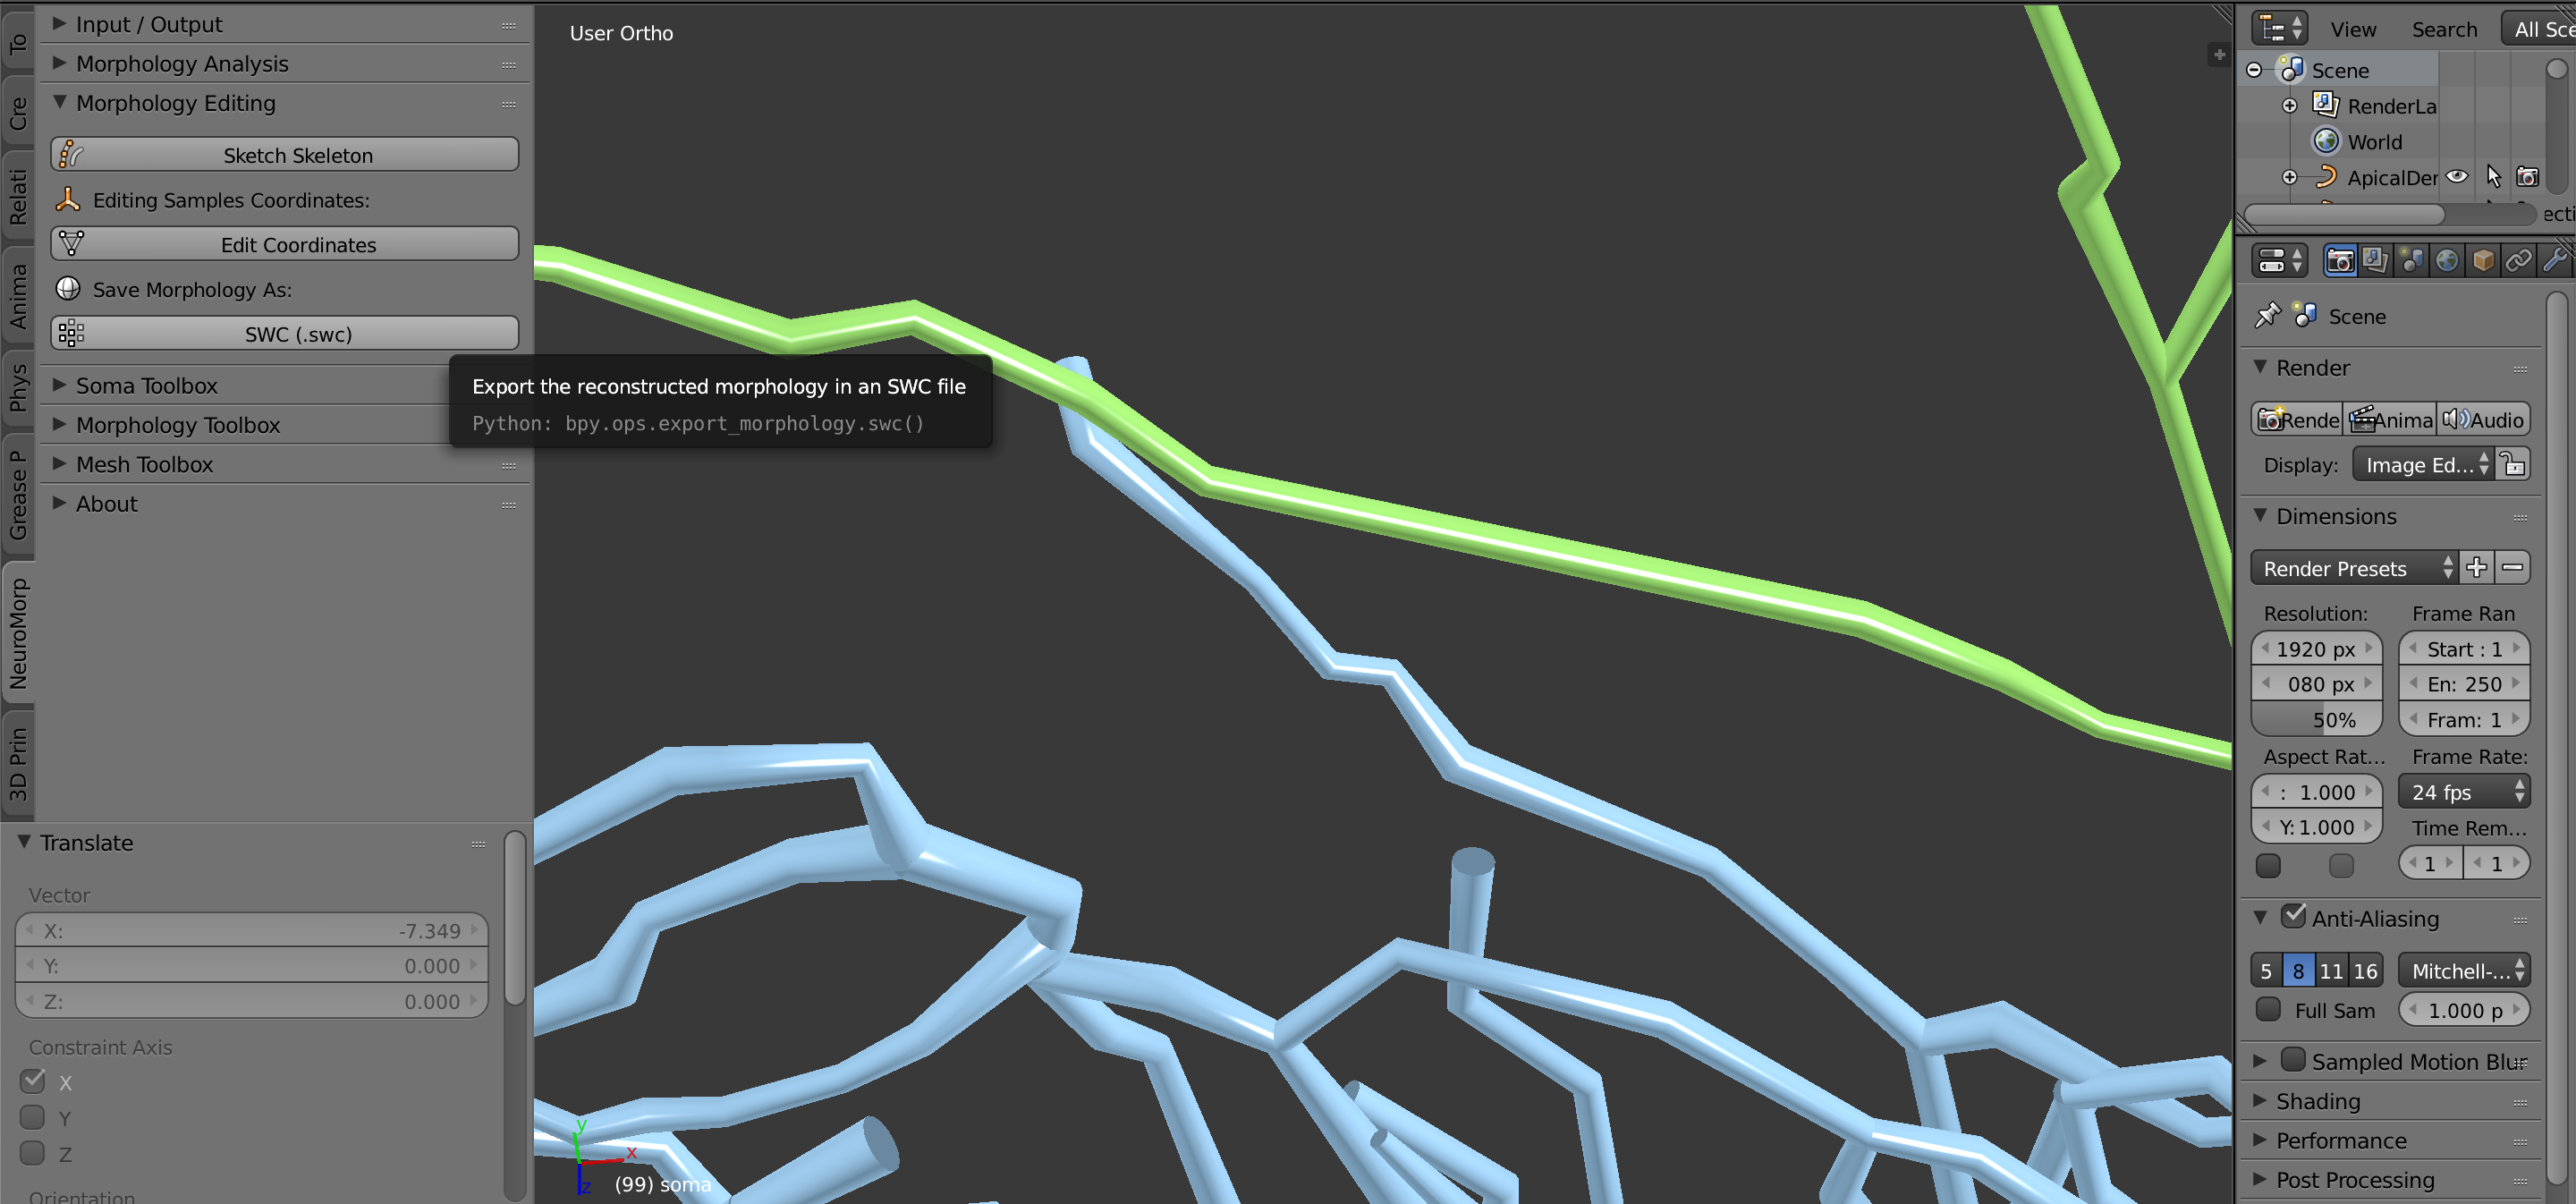 To
Cre
Relati
Anima
Phys
Grease P
NeuroMorp
3D Prin
Input / Output
Morphology Analysis
Morphology Editing
Sketch Skeleton
Editing Samples Coordinates:
Edit Coordinates
Save Morphology As:
SWC (.swc)
Soma Toolbox
Morphology Toolbox
Mesh Toolbox
About
Export the reconstructed morphology in an SWC file
Python: bpy.ops.export_morphology.swc()
Translate
Vector
X: -7.349
Y: 0.000
Z: 0.000
Constraint Axis
X
Y
Z
Orientation
User Ortho
y
x
z
(99) soma
View Search All Sce
Scene
RenderLa
World
ApicalDer
ecti
Scene
Render
Rende Anima Audio
Display: Image Ed...
Dimensions
Render Presets
Resolution: Frame Ran
1920 px Start : 1
080 px En: 250
50% Fram: 1
Aspect Rat... Frame Rate:
: 1.000 24 fps
Y: 1.000 Time Rem...
1 1
Anti-Aliasing
5 8 11 16 Mitchell-...
Full Sam 1.000 p
Sampled Motion Blur
Shading
Performance
Post Processing